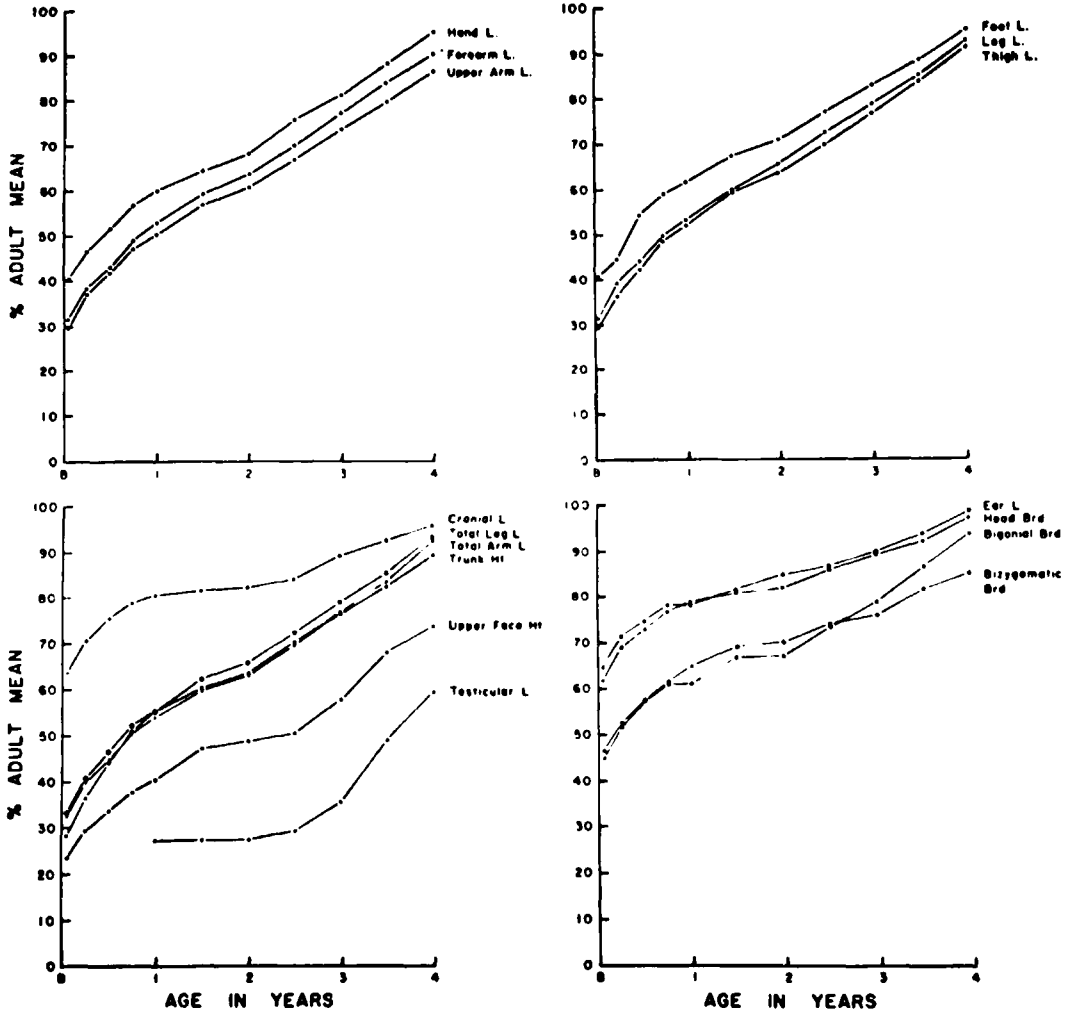 100
90
80
70
60
50
40
30
20
10
0
% ADULT MEAN
Hand L.
Forearm L.
Upper Arm L.
B 1 2 3 4
100
90
80
70
60
50
40
30
20
10
0
Foot L.
Leg L.
Thigh L.
B 1 2 3 4
100
90
80
70
60
50
40
30
20
10
0
% ADULT MEAN
Cranial L
Total Leg L
Total Arm L
Trunk Ht
Upper Face Ht
Testicular L
B 1 2 3 4
AGE IN YEARS
100
90
80
70
60
50
40
30
20
10
0
Ear L
Head Brd
Bigonial Brd
Bizygomatic
Brd
B 1 2 3 4
AGE IN YEARS